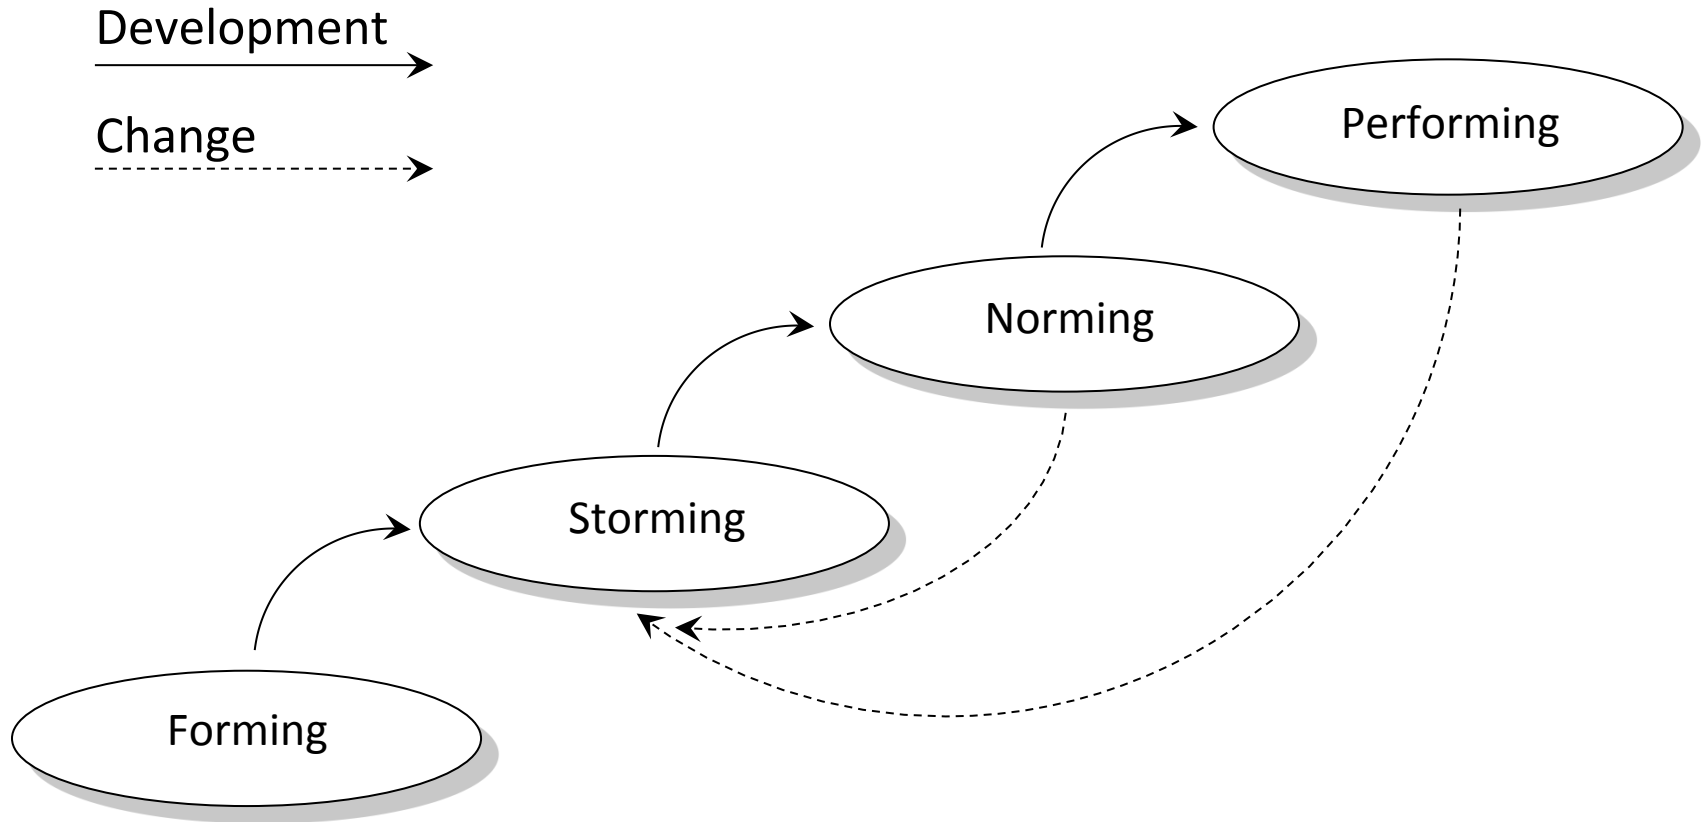 Development
Change
Performing
Norming
Storming
Forming